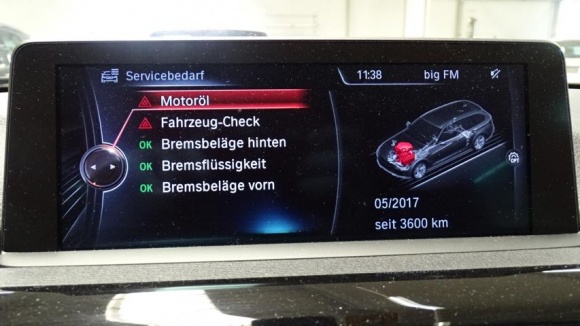 Servicebedarf
11:38
big FM
Motoröl
Fahrzeug-Check
OK Bremsbeläge hinten
OK Bremsflüssigkeit
OK Bremsbeläge vorn
05/2017
seit 3600 km